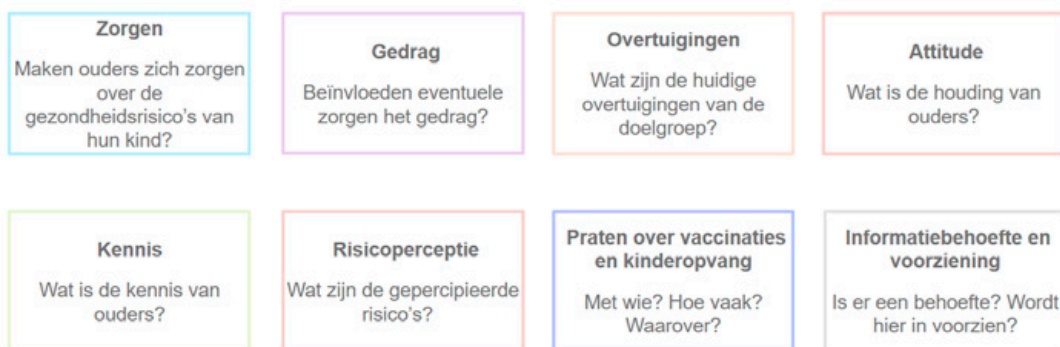 Zorgen
Maken ouders zich zorgen
over de
gezondheidsrisico's van
hun kind?
Gedrag
Beïnvloeden eventuele
zorgen het gedrag?
Overtuigingen
Wat zijn de huidige
overtuigingen van de
doelgroep?
Attitude
Wat is de houding van
ouders?
Kennis
Wat is de kennis van
ouders?
Risicoperceptie
Wat zijn de gepercipieerde
risico's?
Praten over vaccinaties
en kinderopvang
Met wie? Hoe vaak?
Waarover?
Informatiebehoefte en
voorziening
Is er een behoefte? Wordt
hier in voorzien?